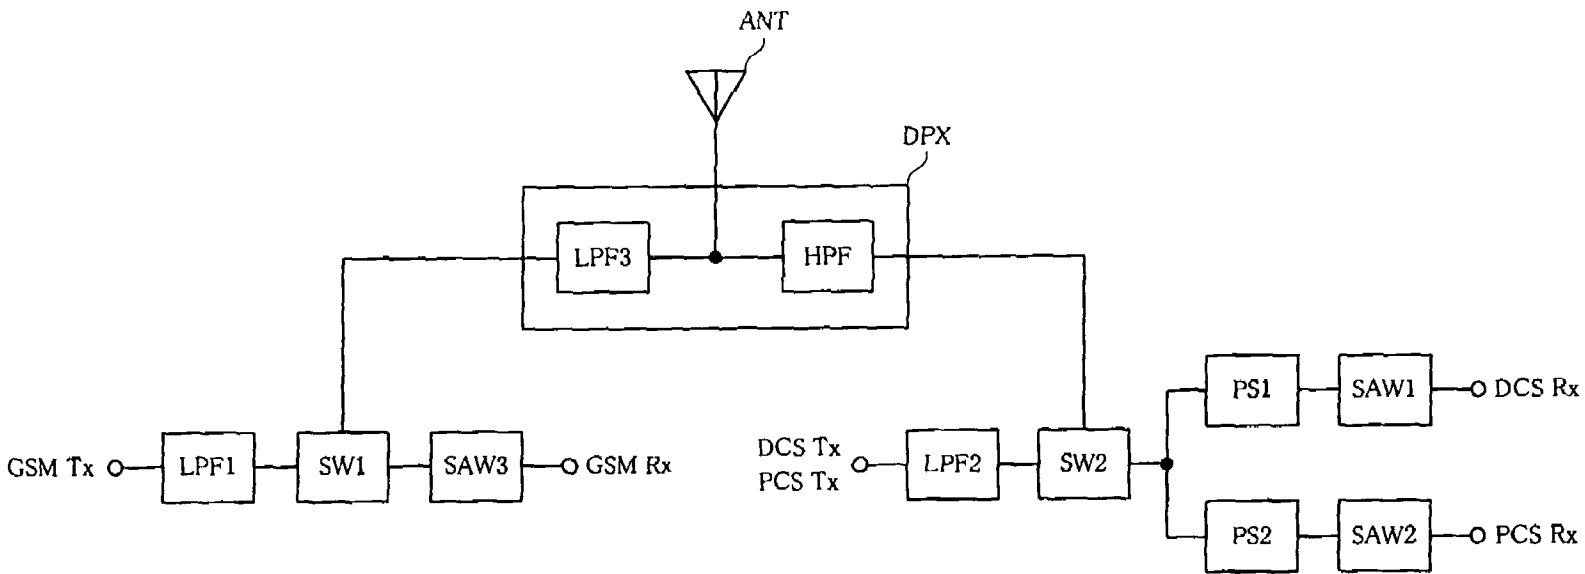 ANT
DPX
LPF3
HPF
PS1
SAW1
DCS Rx
GSM Tx
LPF1
SW1
SAW3
GSM Rx
DCS Tx
PCS Tx
LPF2
SW2
PS2
SAW2
PCS Rx